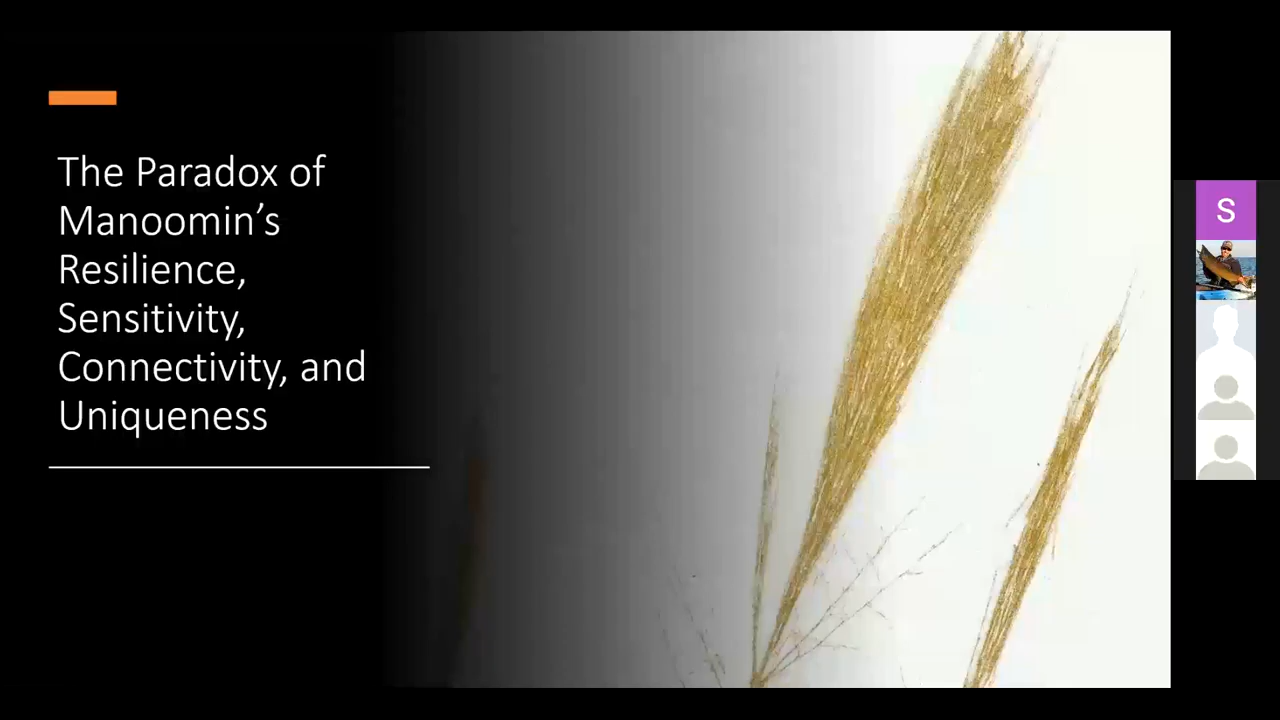 The Paradox of
Manoomin’s
Resilience,
Sensitivity,
Connectivity, and
Uniqueness
S